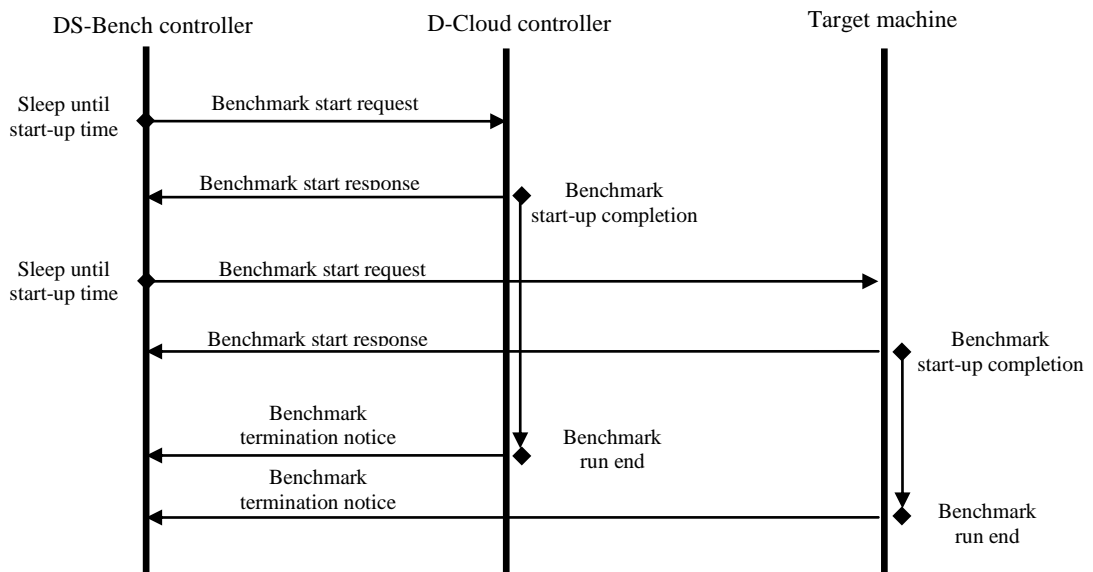 DS-Bench controller
D-Cloud controller
Target machine
Sleep until
start-up time
Benchmark start request
Benchmark start response
Benchmark
start-up completion
Sleep until
start-up time
Benchmark start request
Benchmark start response
Benchmark
start-up completion
Benchmark
termination notice
Benchmark
run end
Benchmark
termination notice
Benchmark
run end